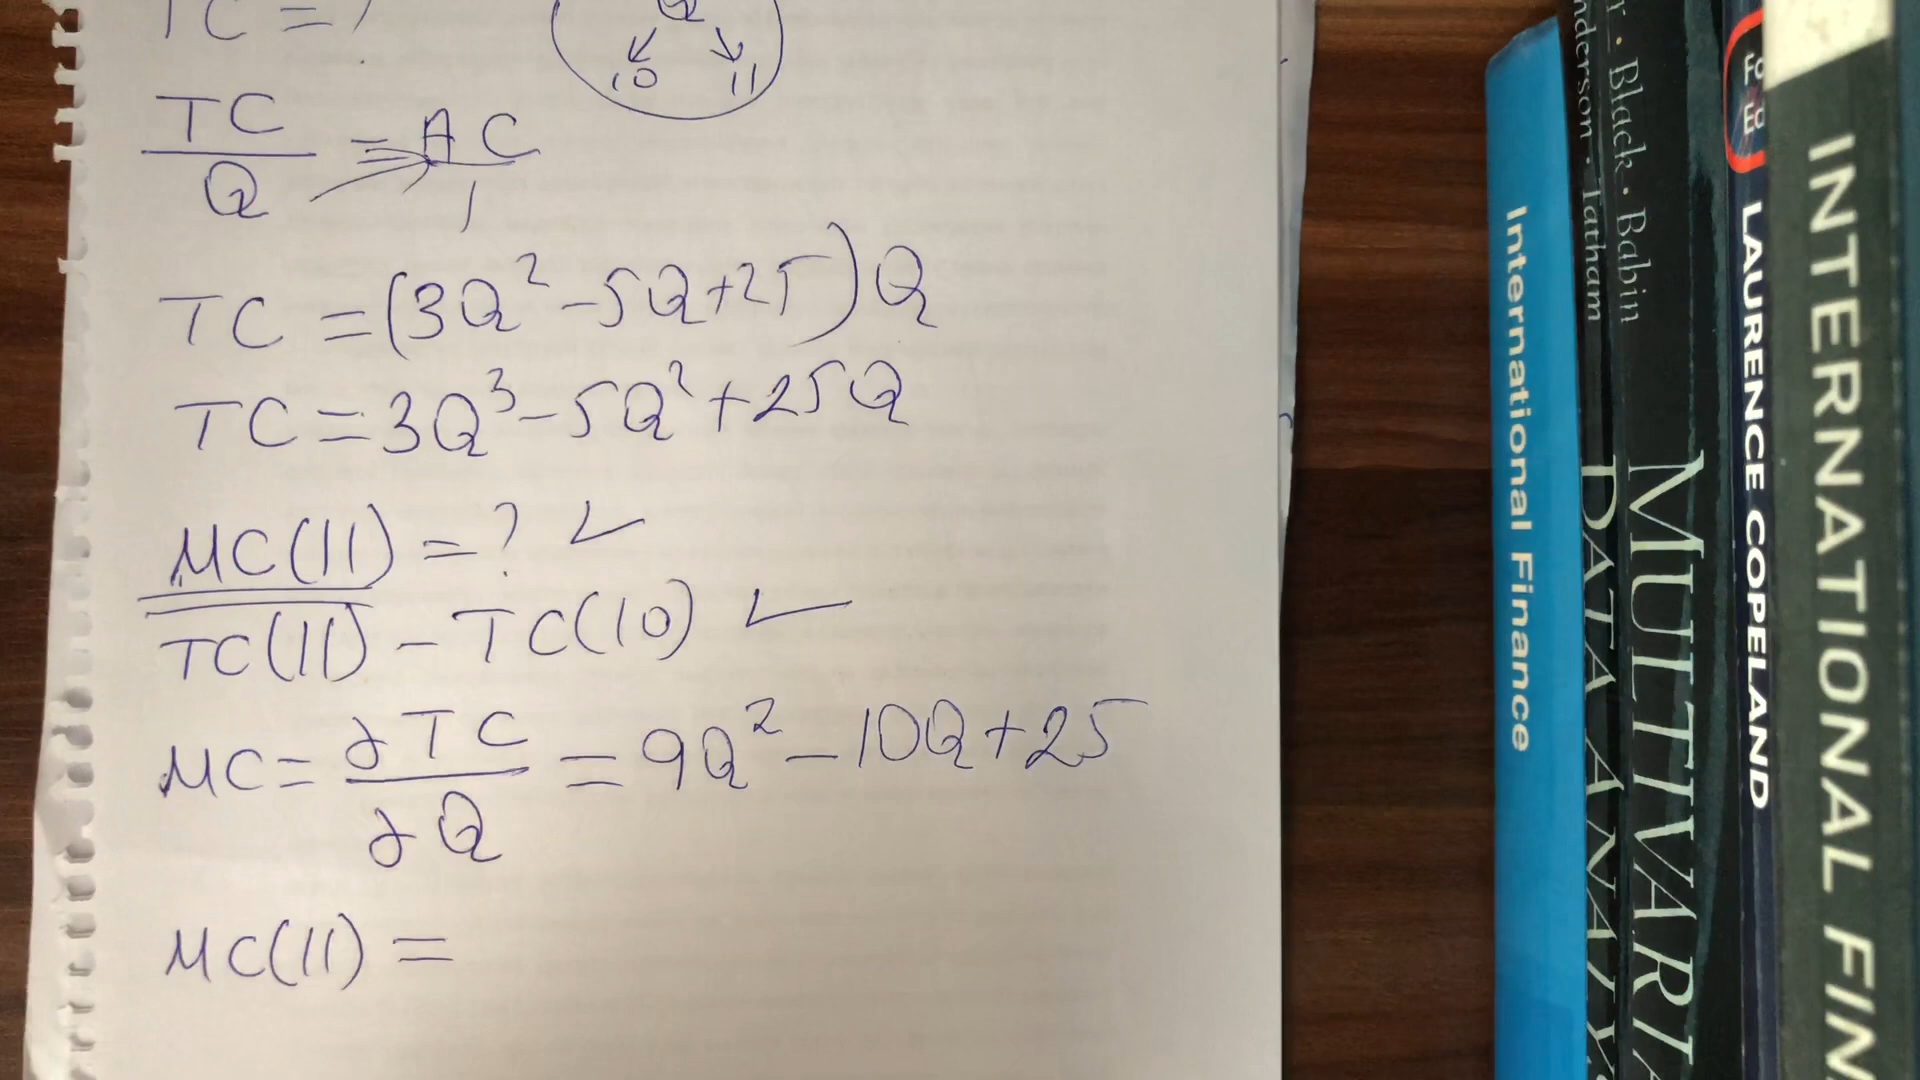 TC = ?
Q
10 11
TC/Q = AC/1
TC = (3Q² - 5Q + 25)Q
TC = 3Q³ - 5Q² + 25Q
MC(11) = ? ✓
TC(11) - TC(10) ✓
MC = ∂TC/∂Q = 9Q² - 10Q + 25
MC(11) =
International Finance
nderson · Tatham
r · Black · Babin
MULTIVARIA
DATA ANALYS
LAURENCE COPELAND
INTERNATIONAL FIN